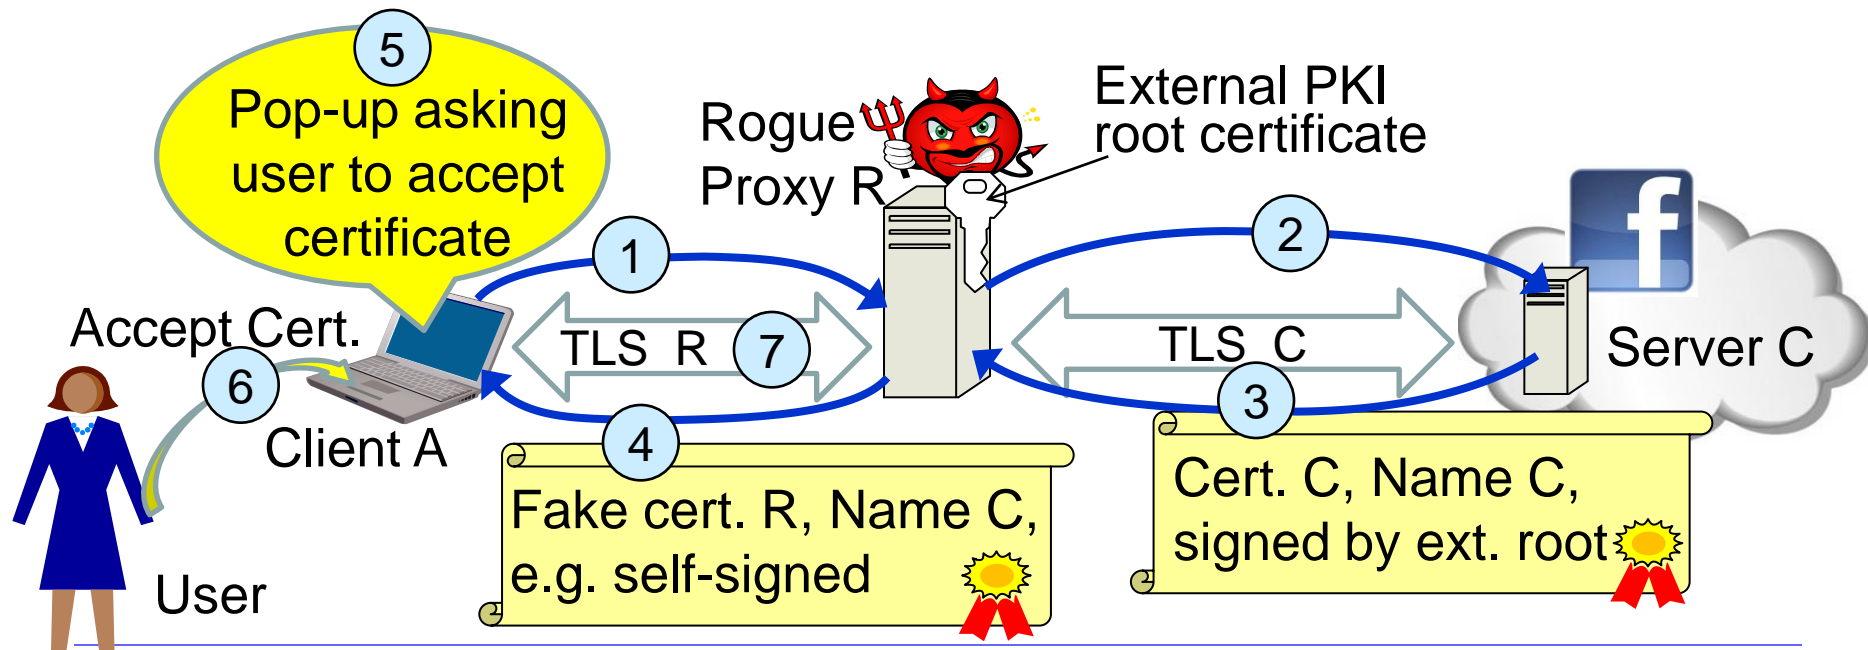 5
Pop-up asking
user to accept
certificate
Rogue
Proxy R
External PKI
root certificate
f
1
2
Accept Cert.
TLS R
7
TLS C
Server C
6
3
Client A
4
Cert. C, Name C,
signed by ext. root
Fake cert. R, Name C,
e.g. self-signed
User